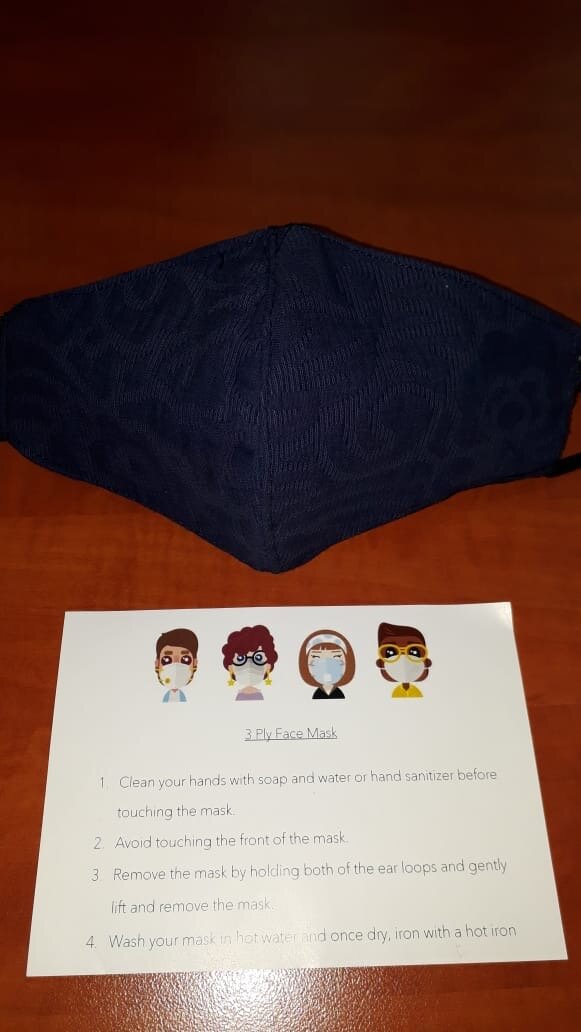 3 Ply Face Mask
1. Clean your hands with soap and water or hand sanitizer before
touching the mask.
2. Avoid touching the front of the mask.
3. Remove the mask by holding both of the ear loops and gently
lift and remove the mask.
4. Wash your mask in hot water and once dry, iron with a hot iron